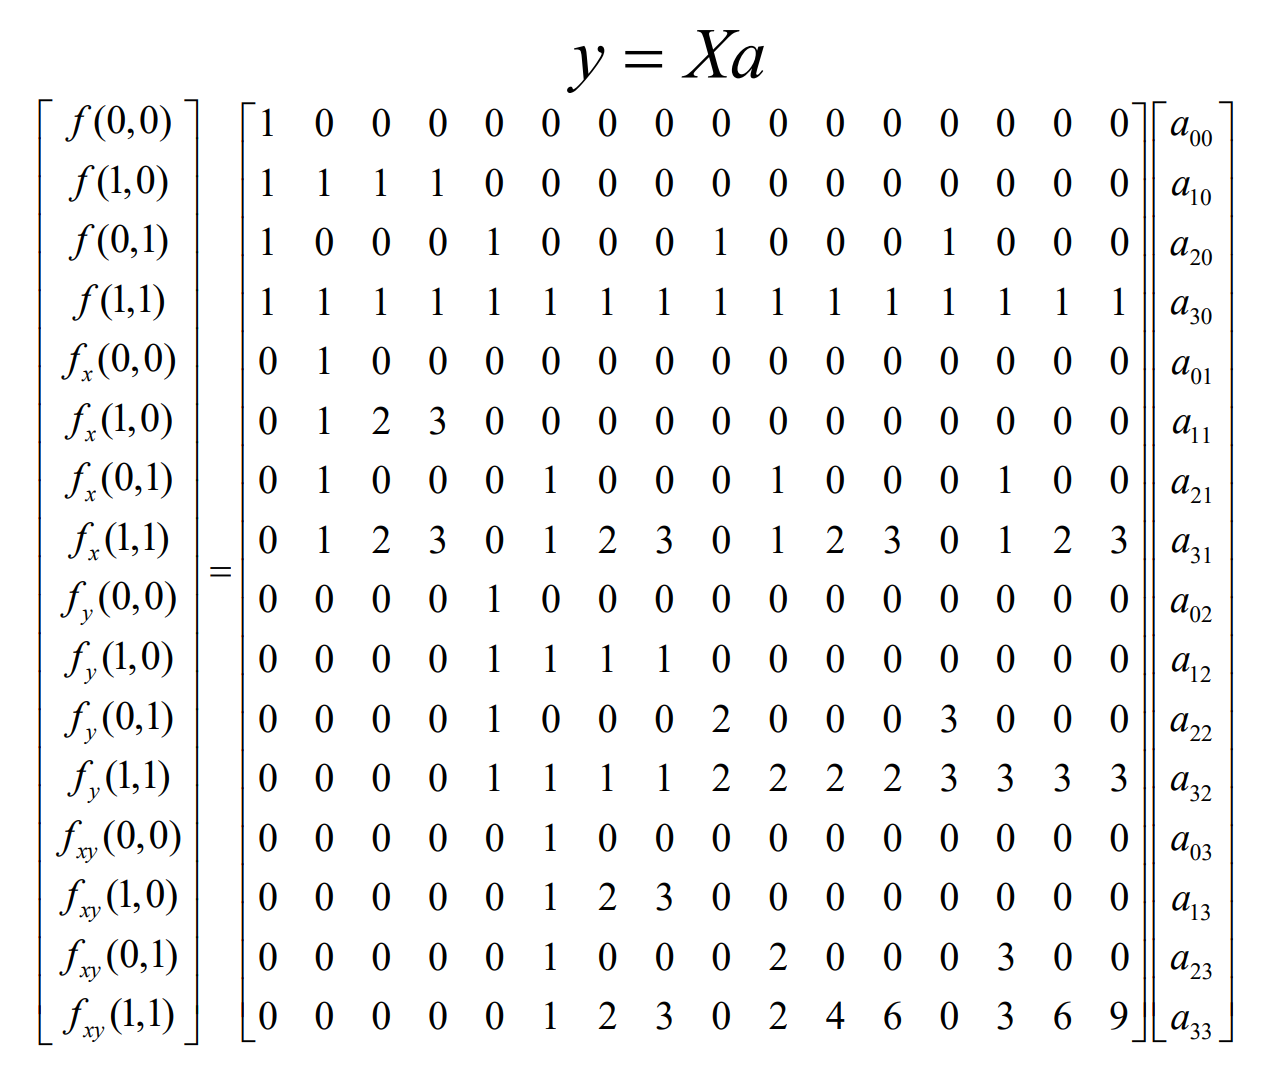 y = Xa
f(0,0) 1 0 0 0 0 0 0 0 0 0 0 0 0 0 0 0 a₀₀
f(1,0) 1 1 1 1 0 0 0 0 0 0 0 0 0 0 0 0 a₁₀
f(0,1) 1 0 0 0 1 0 0 0 1 0 0 0 1 0 0 0 a₂₀
f(1,1) 1 1 1 1 1 1 1 1 1 1 1 1 1 1 1 1 a₃₀
fₓ(0,0) 0 1 0 0 0 0 0 0 0 0 0 0 0 0 0 0 a₀₁
fₓ(1,0) 0 1 2 3 0 0 0 0 0 0 0 0 0 0 0 0 a₁₁
fₓ(0,1) 0 1 0 0 0 1 0 0 0 1 0 0 0 1 0 0 a₂₁
fₓ(1,1) = 0 1 2 3 0 1 2 3 0 1 2 3 0 1 2 3 a₃₁
f_y(0,0) 0 0 0 0 1 0 0 0 0 0 0 0 0 0 0 0 a₀₂
f_y(1,0) 0 0 0 0 1 1 1 1 0 0 0 0 0 0 0 0 a₁₂
f_y(0,1) 0 0 0 0 1 0 0 0 2 0 0 0 3 0 0 0 a₂₂
f_y(1,1) 0 0 0 0 1 1 1 1 2 2 2 2 3 3 3 3 a₃₂
f_xy(0,0) 0 0 0 0 0 1 0 0 0 0 0 0 0 0 0 0 a₀₃
f_xy(1,0) 0 0 0 0 0 1 2 3 0 0 0 0 0 0 0 0 a₁₃
f_xy(0,1) 0 0 0 0 0 1 0 0 0 2 0 0 0 3 0 0 a₂₃
f_xy(1,1) 0 0 0 0 0 1 2 3 0 2 4 6 0 3 6 9 a₃₃